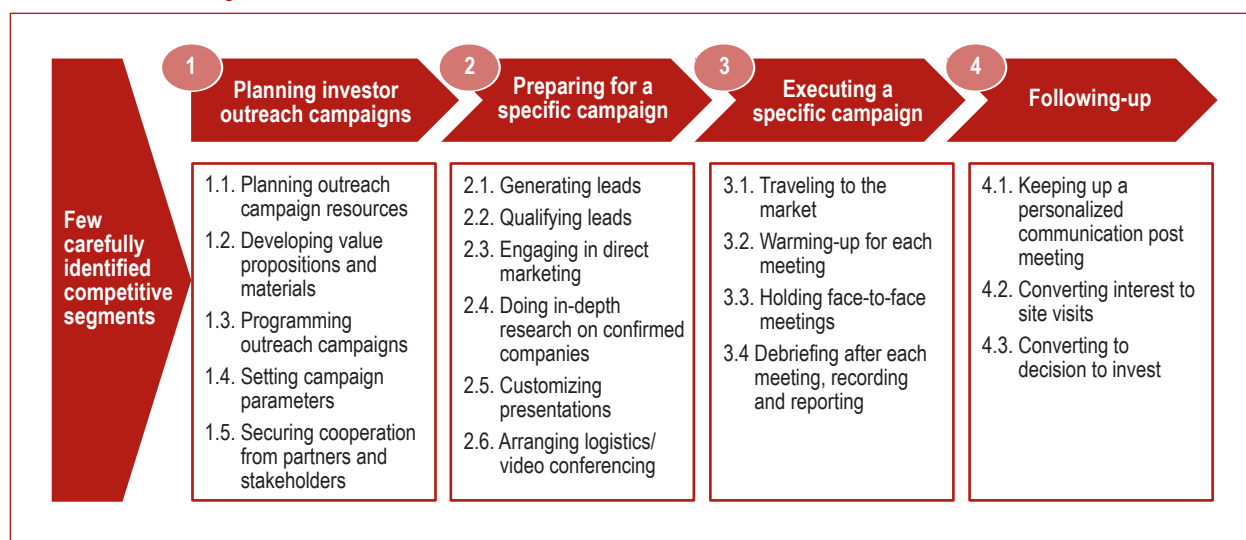 Few
carefully
identified
competitive
segments
1
Planning investor
outreach campaigns
1.1. Planning outreach
campaign resources
1.2. Developing value
propositions and
materials
1.3. Programming
outreach campaigns
1.4. Setting campaign
parameters
1.5. Securing cooperation
from partners and
stakeholders
2
Preparing for a
specific campaign
2.1. Generating leads
2.2. Qualifying leads
2.3. Engaging in direct
marketing
2.4. Doing in-depth
research on confirmed
companies
2.5. Customizing
presentations
2.6. Arranging logistics/
video conferencing
3
Executing a
specific campaign
3.1. Traveling to the
market
3.2. Warming-up for each
meeting
3.3. Holding face-to-face
meetings
3.4 Debriefing after each
meeting, recording
and reporting
4
Following-up
4.1. Keeping up a
personalized
communication post
meeting
4.2. Converting interest to
site visits
4.3. Converting to
decision to invest